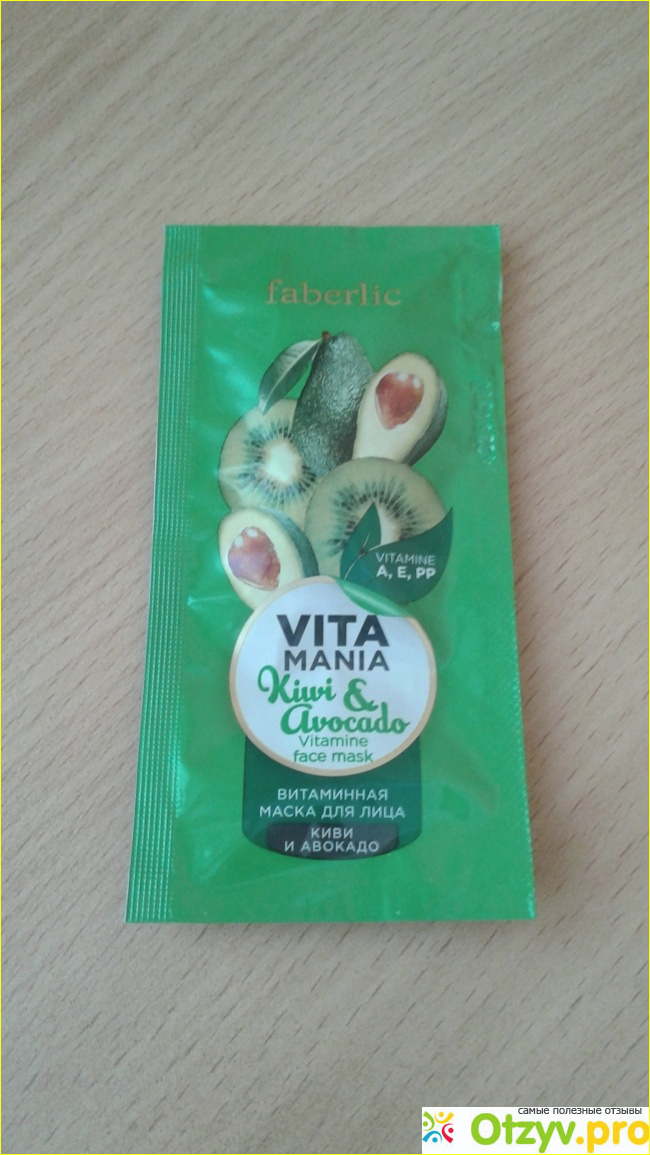 faberlic
VITAMINE
A, E, PP
VITA
MANIA
Kiwi &
Avocado
Vitamine
face mask
ВИТАМИННАЯ
МАСКА ДЛЯ ЛИЦА
КИВИ
И АВОКАДО
самые полезные отзывы
Otzyv.pro